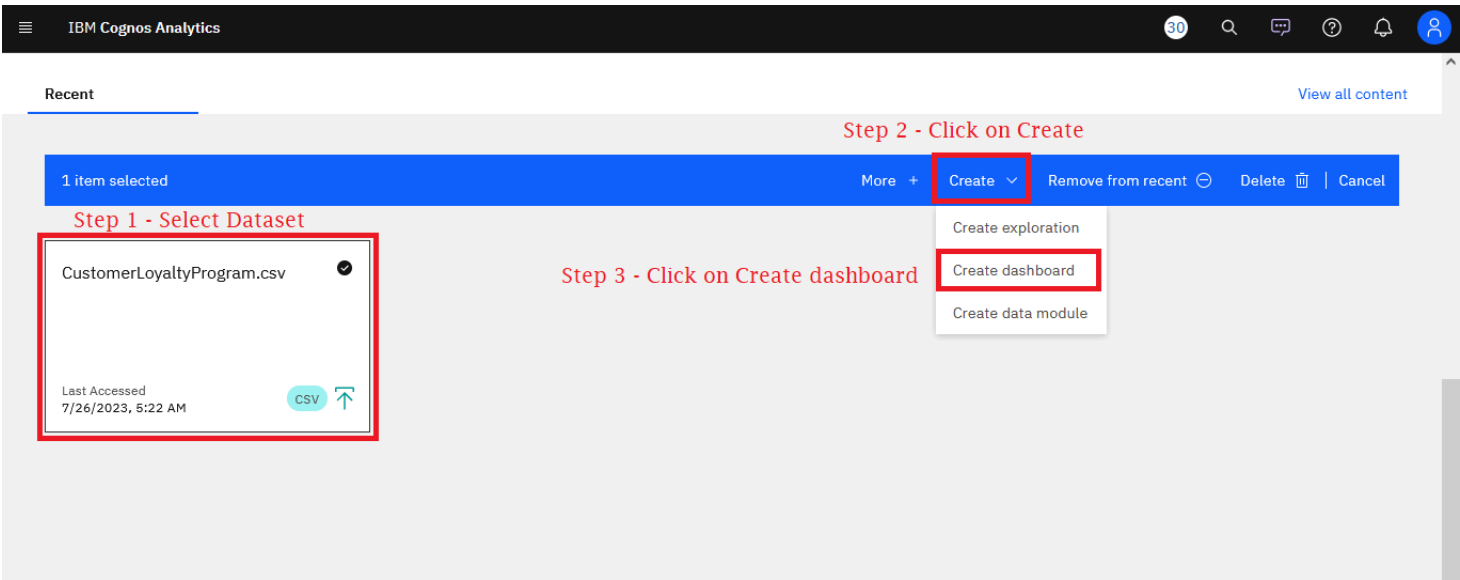 IBM Cognos Analytics
30
Recent
View all content
Step 2 - Click on Create
1 item selected
More +
Create
Remove from recent
Delete
Cancel
Step 1 - Select Dataset
Create exploration
CustomerLoyaltyProgram.csv
Step 3 - Click on Create dashboard
Create dashboard
Create data module
Last Accessed
7/26/2023, 5:22 AM
CSV